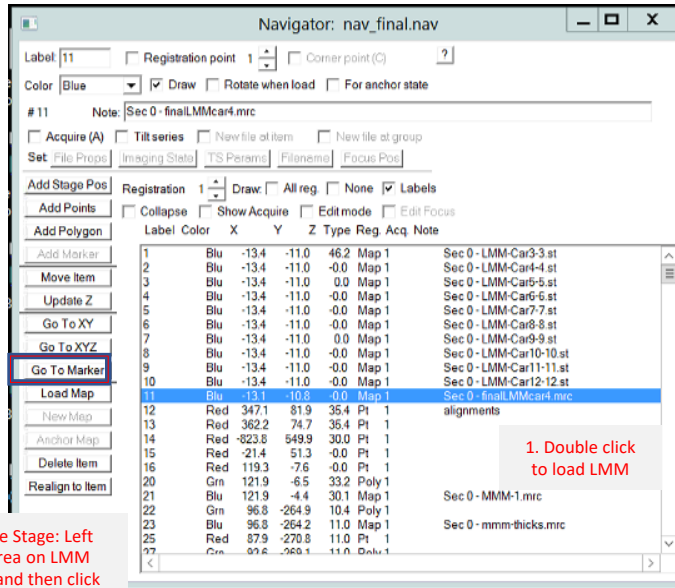 Navigator: nav_final.nav
Label: 11 Registration point 1 Corner point (C) ?
Color Blue Draw Rotate when load For anchor state
# 11 Note: Sec 0 - finalLMMcar4.mrc
Acquire (A) Tilt series New file at item New file at group
Set: File Props Imaging State TS Params Filename Focus Pos
Add Stage Pos Registration 1 Draw: All reg. None Labels
Add Points Collapse Show Acquire Edit mode Edit Focus
Add Polygon Label Color X Y Z Type Reg. Acq. Note
Add Marker
Move Item
Update Z
Go To XY
Go To XYZ
Go To Marker
Load Map
New Map
Anchor Map
Delete Item
Realign to Item
1 Blu -13.4 -11.0 46.2 Map 1 Sec 0 - LMM-Car3-3.st
2 Blu -13.4 -11.0 -0.0 Map 1 Sec 0 - LMM-Car4-4.st
3 Blu -13.4 -11.0 0.0 Map 1 Sec 0 - LMM-Car5-5.st
4 Blu -13.4 -11.0 -0.0 Map 1 Sec 0 - LMM-Car6-6.st
5 Blu -13.4 -11.0 -0.0 Map 1 Sec 0 - LMM-Car7-7.st
6 Blu -13.4 -11.0 -0.0 Map 1 Sec 0 - LMM-Car8-8.st
7 Blu -13.4 -11.0 0.0 Map 1 Sec 0 - LMM-Car9-9.st
8 Blu -13.4 -11.0 -0.0 Map 1 Sec 0 - LMM-Car10-10.st
9 Blu -13.4 -11.0 -0.0 Map 1 Sec 0 - LMM-Car11-11.st
10 Blu -13.4 -11.0 -0.0 Map 1 Sec 0 - LMM-Car12-12.st
11 Blu -13.1 -10.8 -0.0 Map 1 Sec 0 - finalLMMcar4.mrc
12 Red 347.1 81.9 35.4 Pt 1 alignments
13 Red 362.2 74.7 35.4 Pt 1
14 Red -823.8 549.9 30.0 Pt 1
15 Red -21.4 51.3 -0.0 Pt 1
16 Red 119.3 -7.6 -0.0 Pt 1
20 Grn 121.9 -6.5 33.2 Poly 1
21 Blu 121.9 -4.4 30.1 Map 1 Sec 0 - MMM-1.mrc
22 Grn 96.8 -264.9 10.4 Poly 1
23 Blu 96.8 -264.2 11.0 Map 1 Sec 0 - mmm-thicks.mrc
25 Red 87.9 -270.8 11.0 Pt 1
27 Grn 92.6 -269.1 11.0 Poly 1
1. Double click
to load LMM
e Stage: Left
rea on LMM
and then click